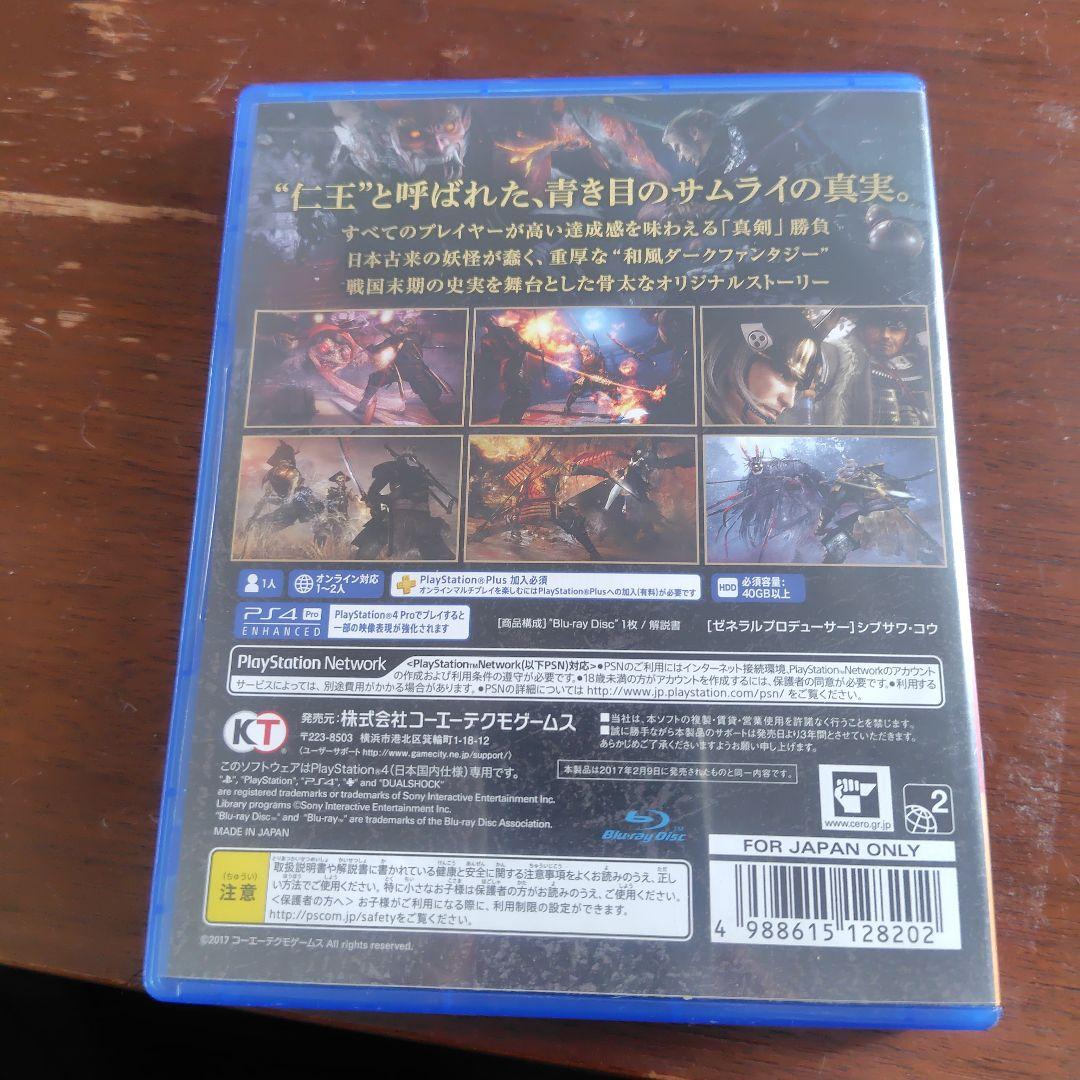 “仁王”と呼ばれた、青き目のサムライの真実。
すべてのプレイヤーが高い達成感を味わえる「真剣」勝負
日本古来の妖怪が蠢く、重厚な“和風ダークファンタジー”
戦国末期の史実を舞台とした骨太なオリジナルストーリー
1人
オンライン対応
1～2人
PlayStation®Plus 加入必須
オンラインマルチプレイを楽しむにはPlayStation®Plusへの加入(有料)が必要です
HDD
必須容量:
40GB以上
PS4 Pro
ENHANCED
PlayStation®4 Proでプレイすると
一部の映像表現が強化されます
[商品構成]“Blu-ray Disc” 1枚 / 解説書
[ゼネラルプロデューサー]シブサワ・コウ
PlayStation Network
<PlayStation™Network(以下PSN)対応>●PSNのご利用にはインターネット接続環境、PlayStation™Networkのアカウント
の作成および利用条件の遵守が必要です。●18歳未満の方がアカウントを作成するには、保護者の同意が必要です。●利用する
サービスによっては、別途費用がかかる場合があります。●PSNの詳細については http://www.jp.playstation.com/psn/ をご覧ください。
KT
発売元:株式会社コーエーテクモゲームス
〒223-8503 横浜市港北区箕輪町1-18-12
(ユーザーサポート http://www.gamecity.ne.jp/support/)
■当社は、本ソフトの複製・賃貸・営業使用を許諾なく行うことを禁じます。
■誠に勝手ながら本製品のサポートは発売日より3年間とさせていただきます。
あらかじめご了承くださいますようお願い申し上げます。
このソフトウェアはPlayStation®4(日本国内仕様)専用です。
本製品は2017年2月9日に発売されたものと同一内容です。
"PlayStation", "PS4", and "DUALSHOCK"
are registered trademarks or trademarks of Sony Interactive Entertainment Inc.
Library programs ©Sony Interactive Entertainment Inc.
"Blu-ray Disc™" and "Blu-ray™" are trademarks of the Blu-ray Disc Association.
MADE IN JAPAN
Blu-ray Disc™
www.cero.gr.jp
2
FOR JAPAN ONLY
(ちゅうい)
注意
取扱説明書や解説書に書かれている健康と安全に関する注意事項をよくお読みのうえ、正し
い方法でご使用ください。特に小さなお子様は保護者の方がお読みのうえ、ご使用ください。
<保護者の方へ> お子様がご利用になる際に、利用制限の設定ができます。
http://pscom.jp/safetyをご覧ください。
4 988615 128202
©2017 コーエーテクモゲームス All rights reserved.